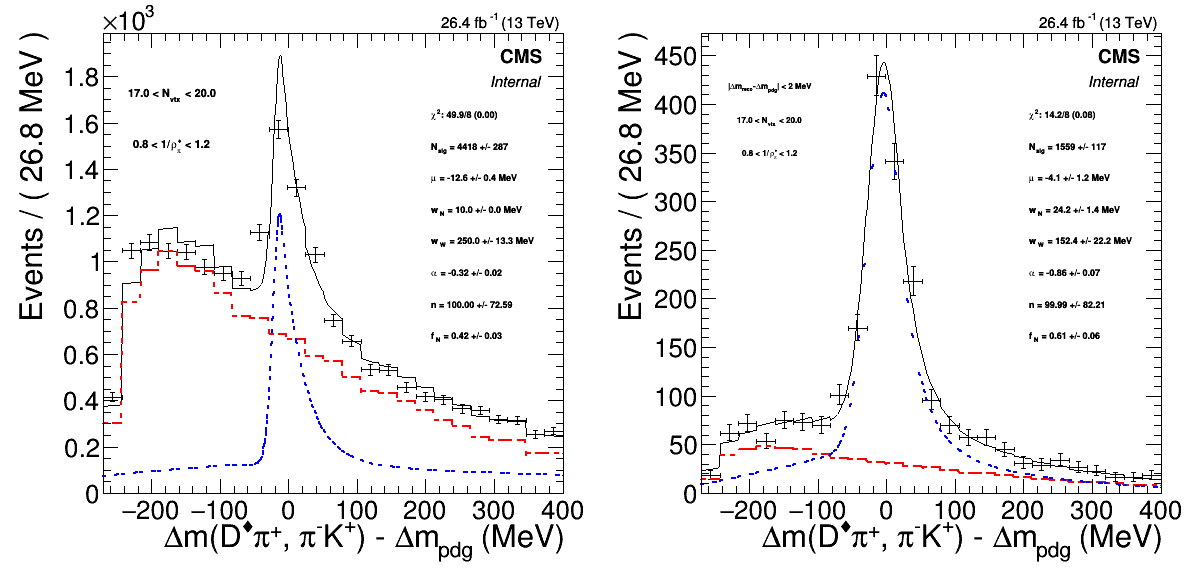 ×10³
26.4 fb⁻¹ (13 TeV)
CMS
Internal
17.0 < N_vtx < 20.0
0.8 < 1/ρ_π^♦ < 1.2
χ²: 49.9/8 (0.00)
N_sig = 4418 +/- 287
μ = -12.6 +/- 0.4 MeV
w_N = 10.0 +/- 0.0 MeV
w_W = 250.0 +/- 13.3 MeV
α = -0.32 +/- 0.02
n = 100.00 +/- 72.59
f_N = 0.42 +/- 0.03
Events / ( 26.8 MeV )
1.8
1.6
1.4
1.2
1
0.8
0.6
0.4
0.2
0
−200 −100 0 100 200 300 400
Δm(D^♦π⁺, π⁻K⁺) - Δm_pdg (MeV)
26.4 fb⁻¹ (13 TeV)
CMS
Internal
|Δm_reco-Δm_pdg| < 2 MeV
17.0 < N_vtx < 20.0
0.8 < 1/ρ_π^♦ < 1.2
χ²: 14.2/8 (0.08)
N_sig = 1559 +/- 117
μ = -4.1 +/- 1.2 MeV
w_N = 24.2 +/- 1.4 MeV
w_W = 152.4 +/- 22.2 MeV
α = -0.86 +/- 0.07
n = 99.99 +/- 82.21
f_N = 0.61 +/- 0.06
Events / ( 26.8 MeV )
450
400
350
300
250
200
150
100
50
0
−200 −100 0 100 200 300 400
Δm(D^♦π⁺, π⁻K⁺) - Δm_pdg (MeV)